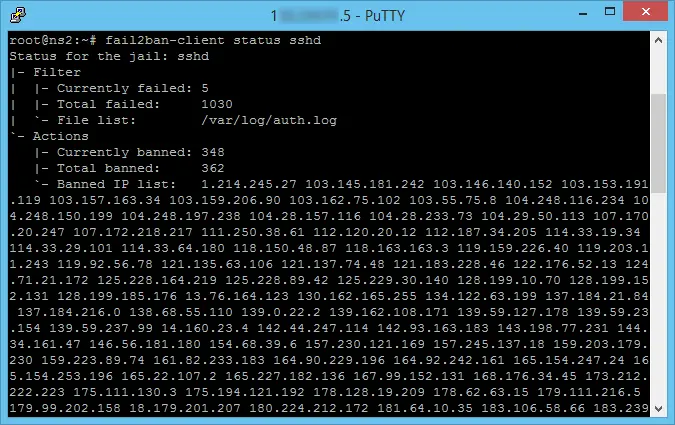 1 .5 - PuTTY
root@ns2:~# fail2ban-client status sshd
Status for the jail: sshd
|- Filter
|  |- Currently failed: 5
|  |- Total failed:     1030
|  `- File list:        /var/log/auth.log
`- Actions
   |- Currently banned: 348
   |- Total banned:     362
   `- Banned IP list:   1.214.245.27 103.145.181.242 103.146.140.152 103.153.191
.119 103.157.163.34 103.159.206.90 103.162.75.102 103.55.75.8 104.248.116.234 10
4.248.150.199 104.248.197.238 104.28.157.116 104.28.233.73 104.29.50.113 107.170
.20.247 107.172.218.217 111.250.38.61 112.120.20.12 112.187.34.205 114.33.19.34
114.33.29.101 114.33.64.180 118.150.48.87 118.163.163.3 119.159.226.40 119.203.1
1.243 119.92.56.78 121.135.63.106 121.137.74.48 121.183.228.46 122.176.52.13 124
.71.21.172 125.228.164.219 125.228.89.42 125.229.30.140 128.199.10.70 128.199.15
2.131 128.199.185.176 13.76.164.123 130.162.165.255 134.122.63.199 137.184.21.84
 137.184.216.0 138.68.55.110 139.0.22.2 139.162.108.171 139.59.127.178 139.59.23
.154 139.59.237.99 14.160.23.4 142.44.247.114 142.93.163.183 143.198.77.231 144.
34.161.47 146.56.181.180 154.68.39.6 157.230.121.169 157.245.137.18 159.203.179.
230 159.223.89.74 161.82.233.183 164.90.229.196 164.92.242.161 165.154.247.24 16
5.154.253.196 165.22.107.2 165.227.182.136 167.99.152.131 168.176.34.45 173.212.
222.223 175.111.130.3 175.194.121.192 178.128.19.209 178.62.63.15 179.111.216.5
179.99.202.158 18.179.201.207 180.224.212.172 181.64.10.35 183.106.58.66 183.239